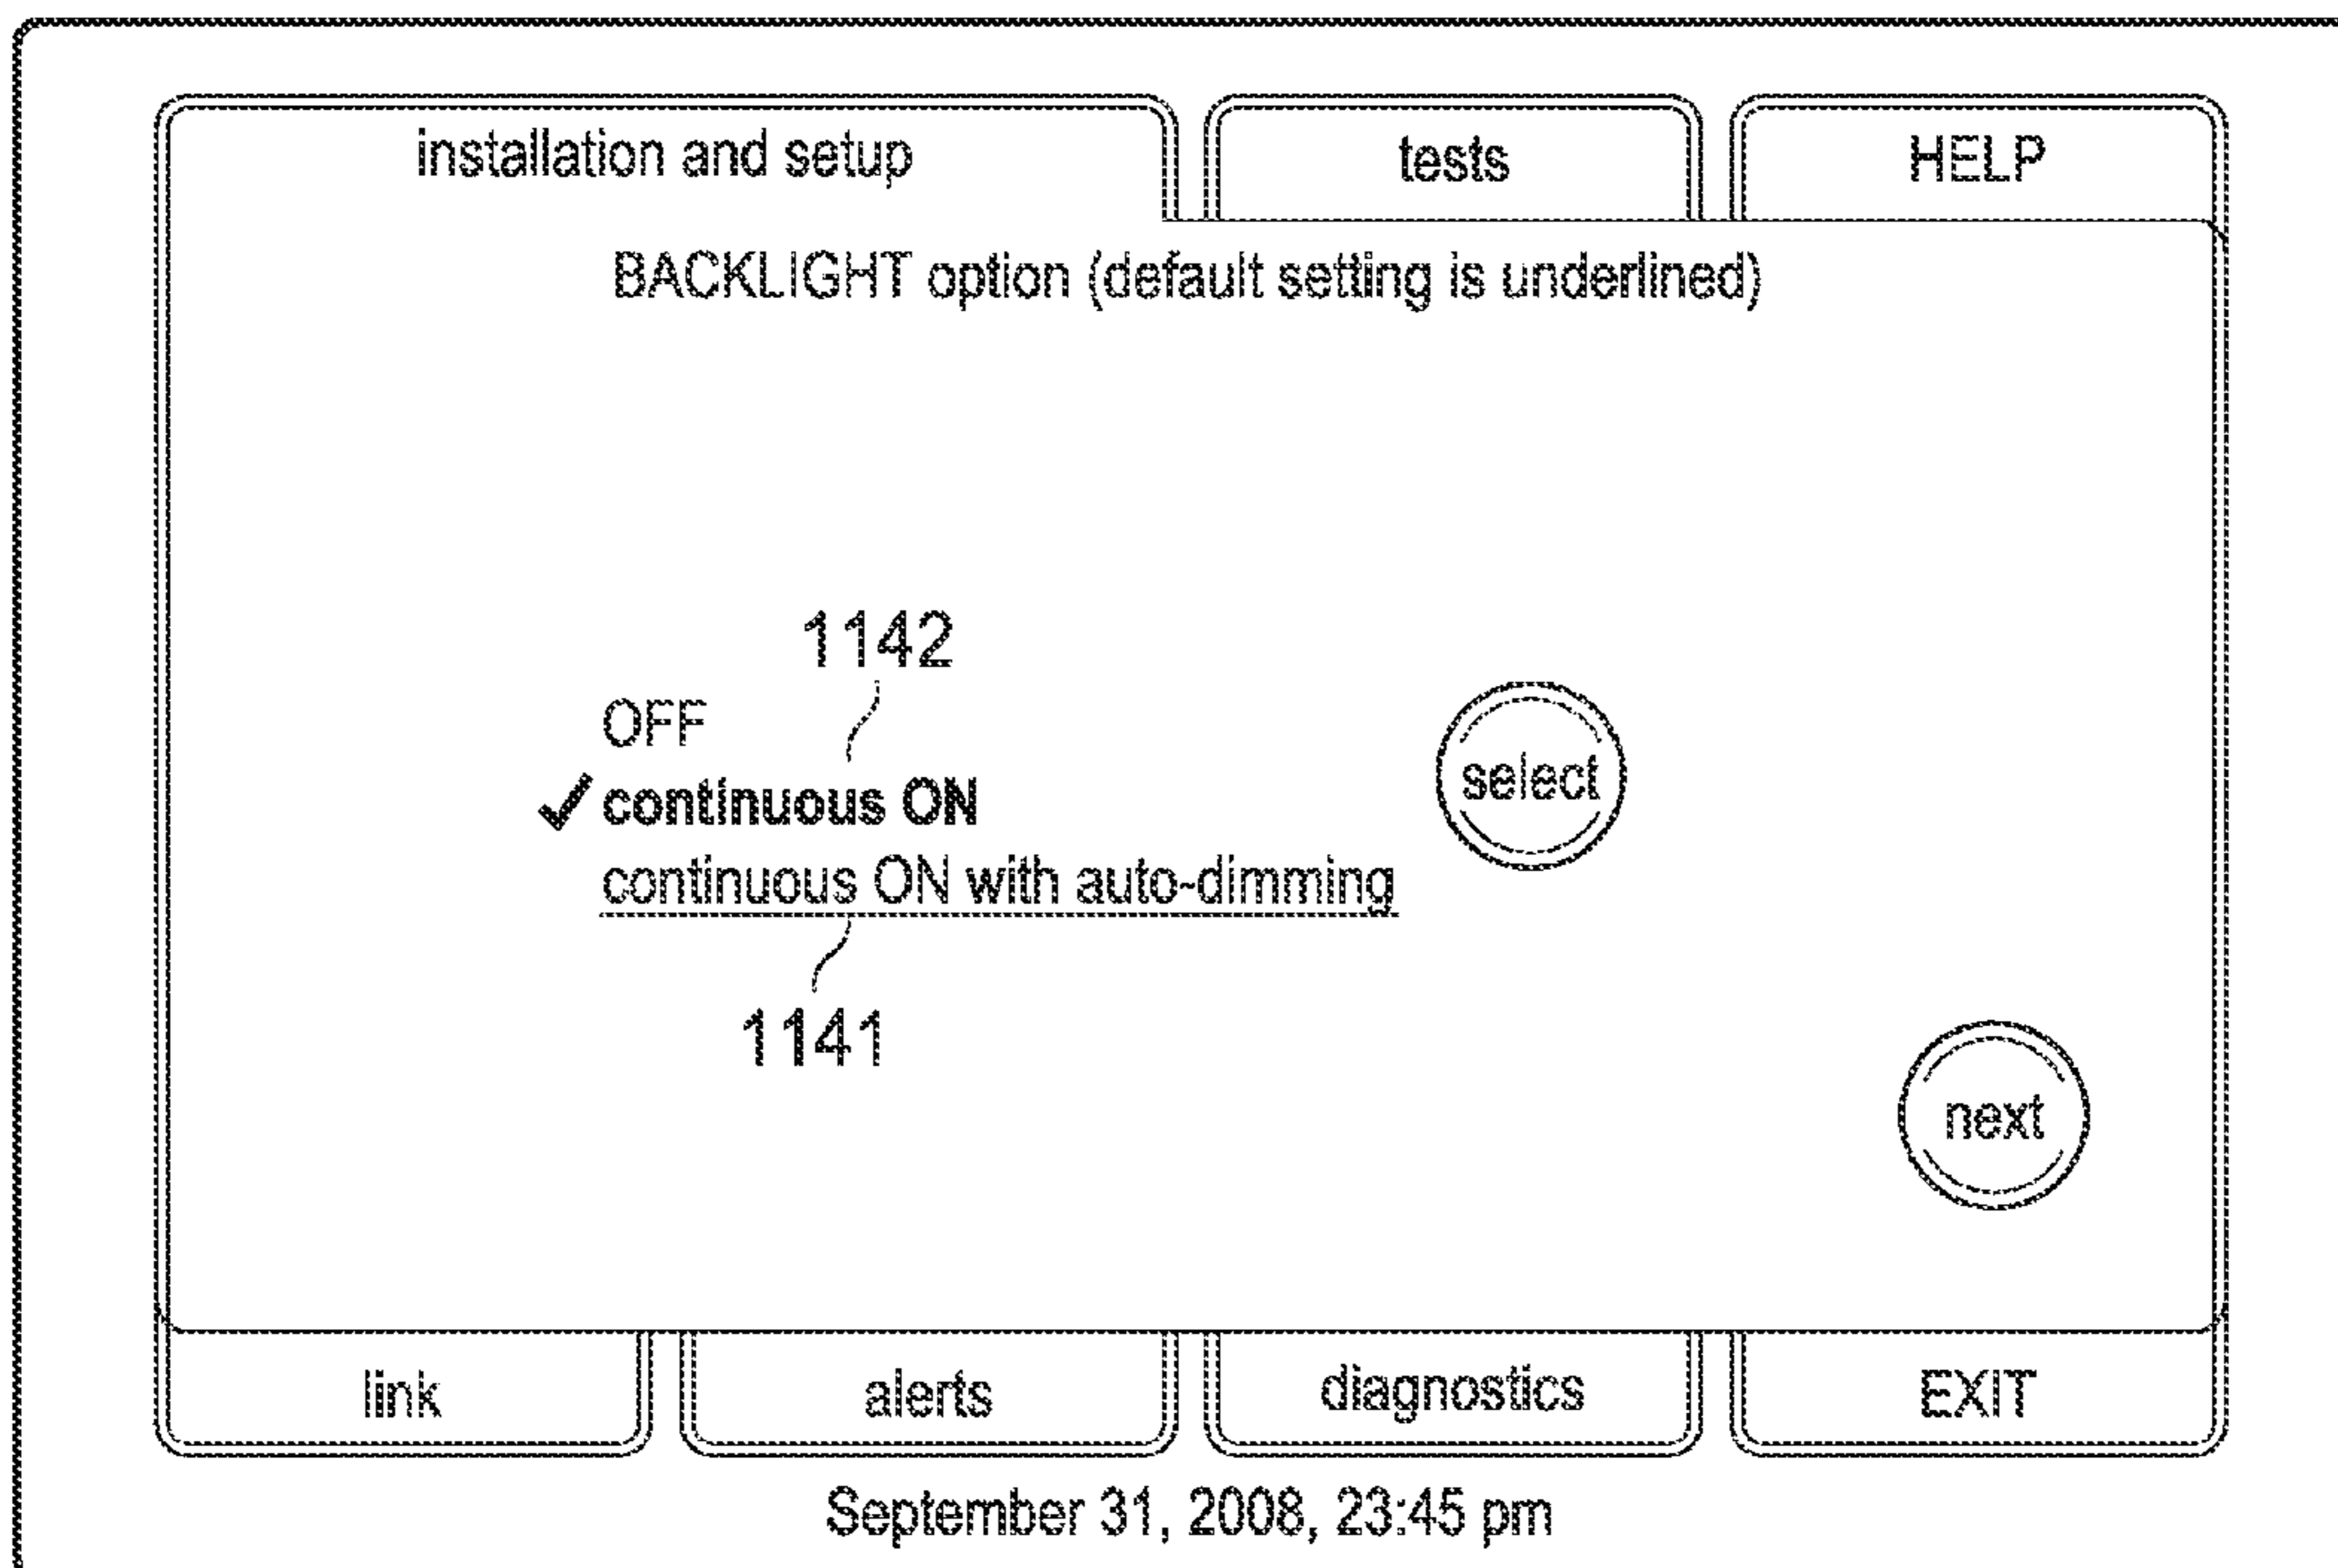 installation and setup
tests
HELP
BACKLIGHT option (default setting is underlined)
1142
OFF
✓ continuous ON
continuous ON with auto-dimming
1141
select
next
link
alerts
diagnostics
EXIT
September 31, 2008, 23:45 pm